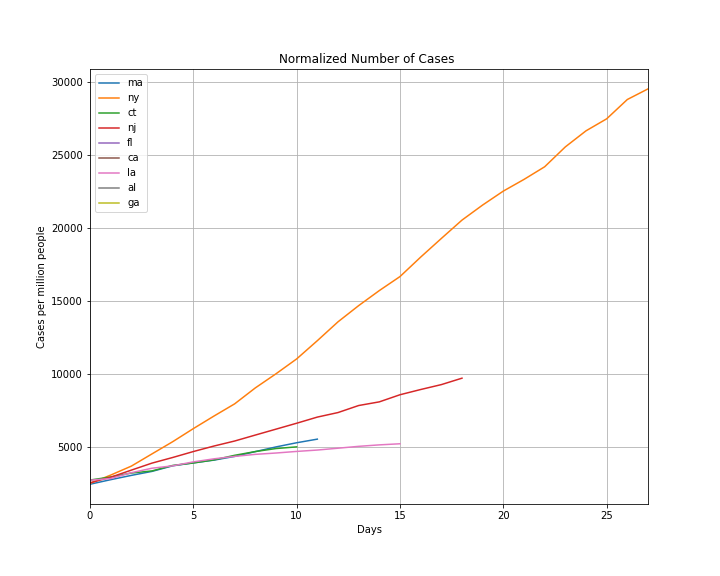 Normalized Number of Cases
30000
25000
20000
15000
10000
5000
Cases per million people
ma
ny
ct
nj
fl
ca
la
al
ga
0 5 10 15 20 25
Days